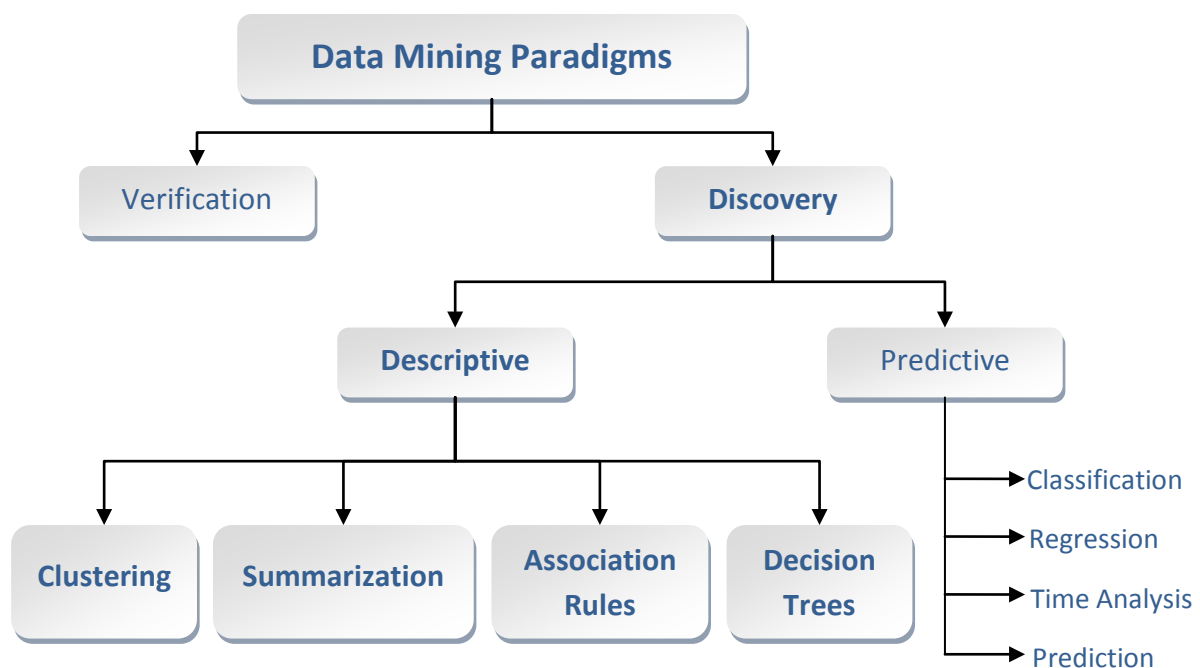 Data Mining Paradigms
Verification
Discovery
Descriptive
Predictive
Clustering
Summarization
Association
Rules
Decision
Trees
Classification
Regression
Time Analysis
Prediction